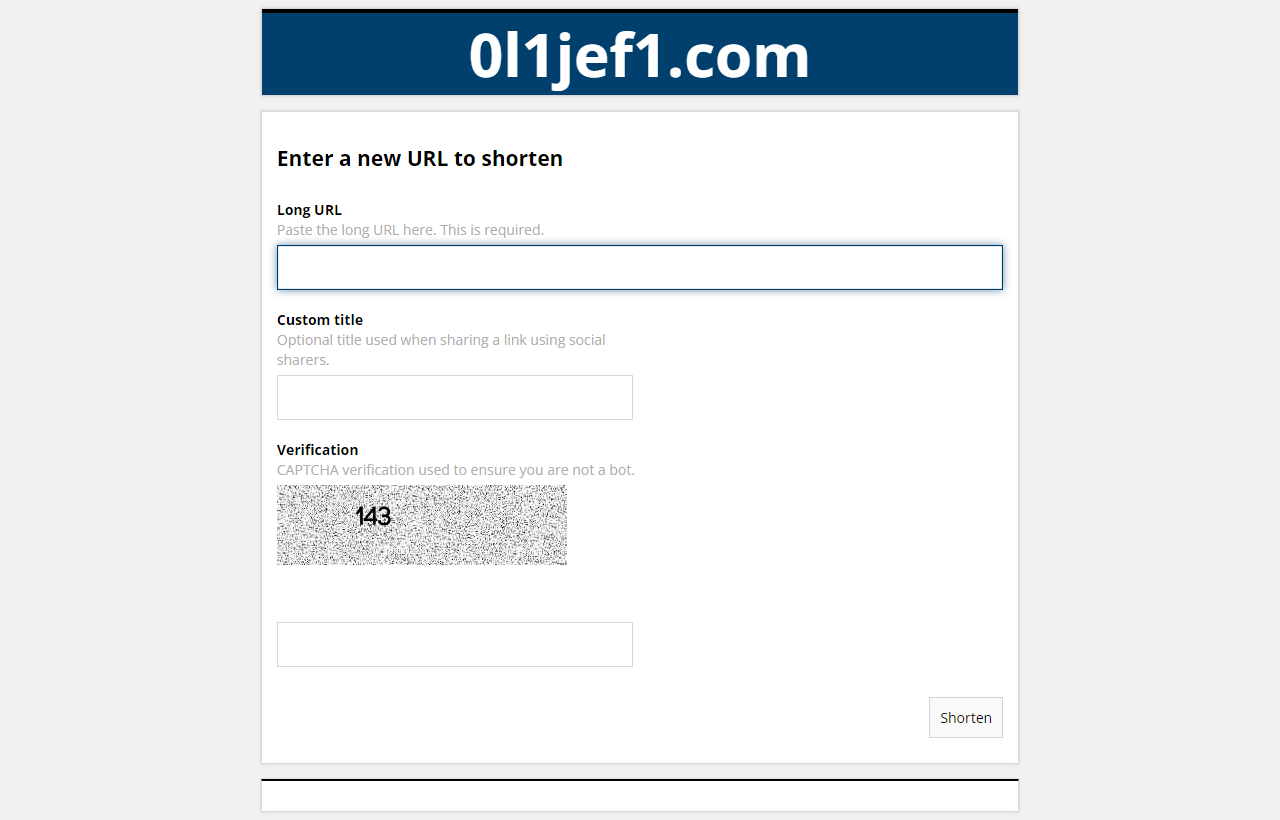 0l1jef1.com
Enter a new URL to shorten
Long URL
Paste the long URL here. This is required.
Custom title
Optional title used when sharing a link using social
sharers.
Verification
CAPTCHA verification used to ensure you are not a bot.
143
Shorten